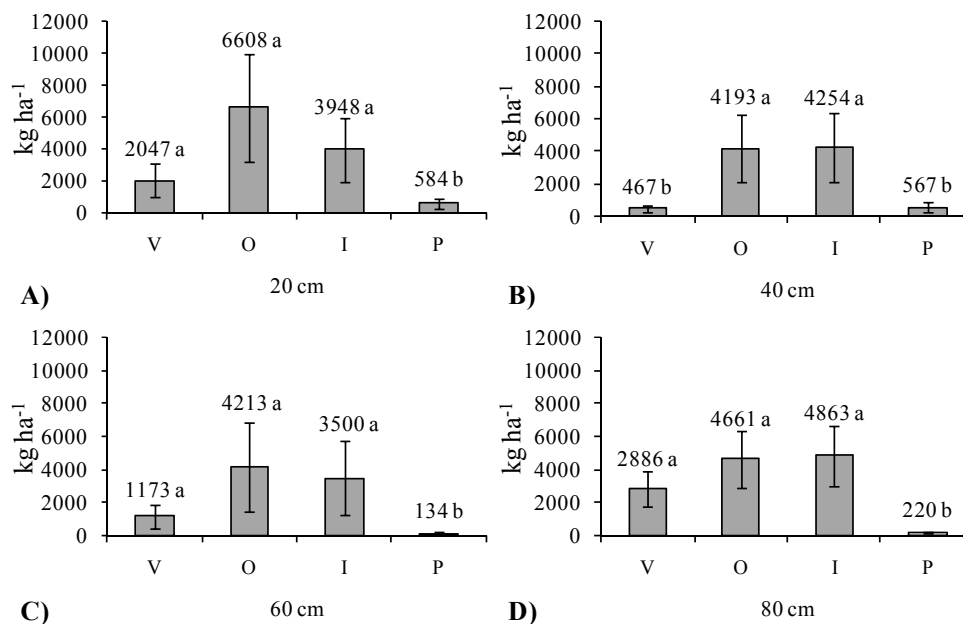 12000
10000
8000
6000
4000
2000
0
kg ha-1
2047 a
6608 a
3948 a
584 b
V O I P
20 cm
A)
12000
10000
8000
6000
4000
2000
0
kg ha-1
467 b
4193 a
4254 a
567 b
V O I P
40 cm
B)
12000
10000
8000
6000
4000
2000
0
kg ha-1
1173 a
4213 a
3500 a
134 b
V O I P
60 cm
C)
12000
10000
8000
6000
4000
2000
0
kg ha-1
2886 a
4661 a
4863 a
220 b
V O I P
80 cm
D)